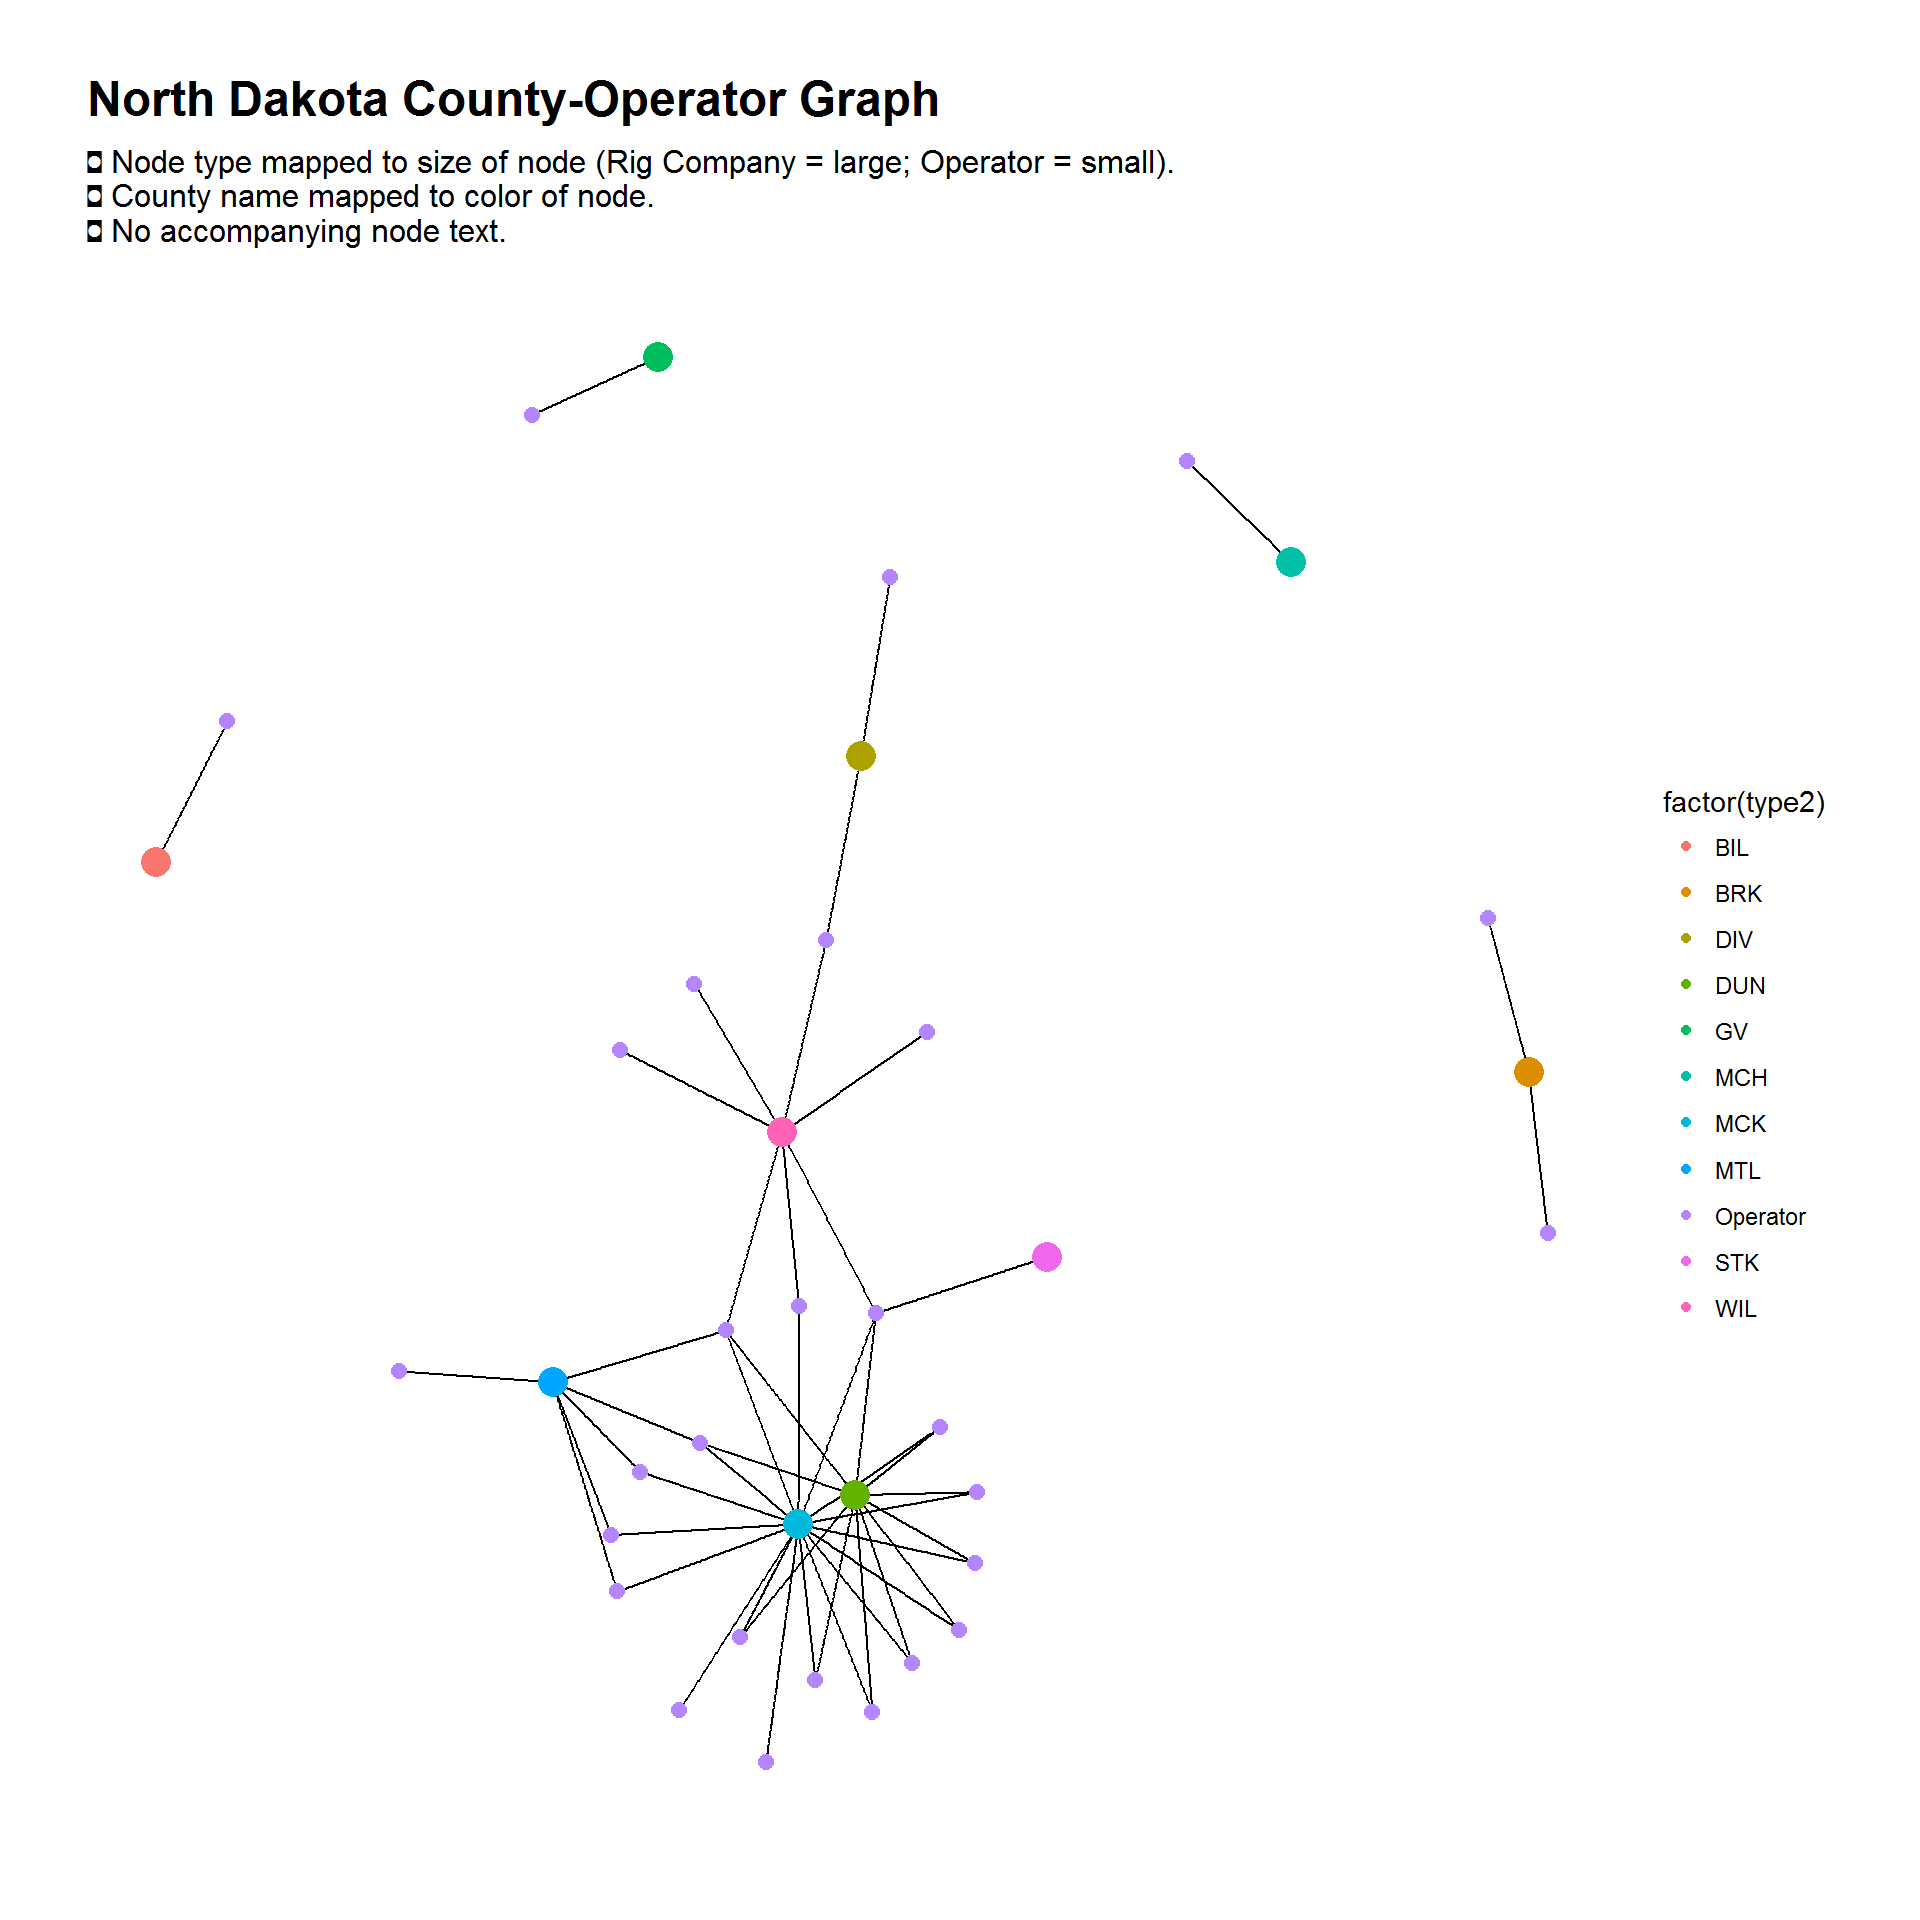 North Dakota County-Operator Graph
◘ Node type mapped to size of node (Rig Company = large; Operator = small).
◘ County name mapped to color of node.
◘ No accompanying node text.
factor(type2)
BIL
BRK
DIV
DUN
GV
MCH
MCK
MTL
Operator
STK
WIL